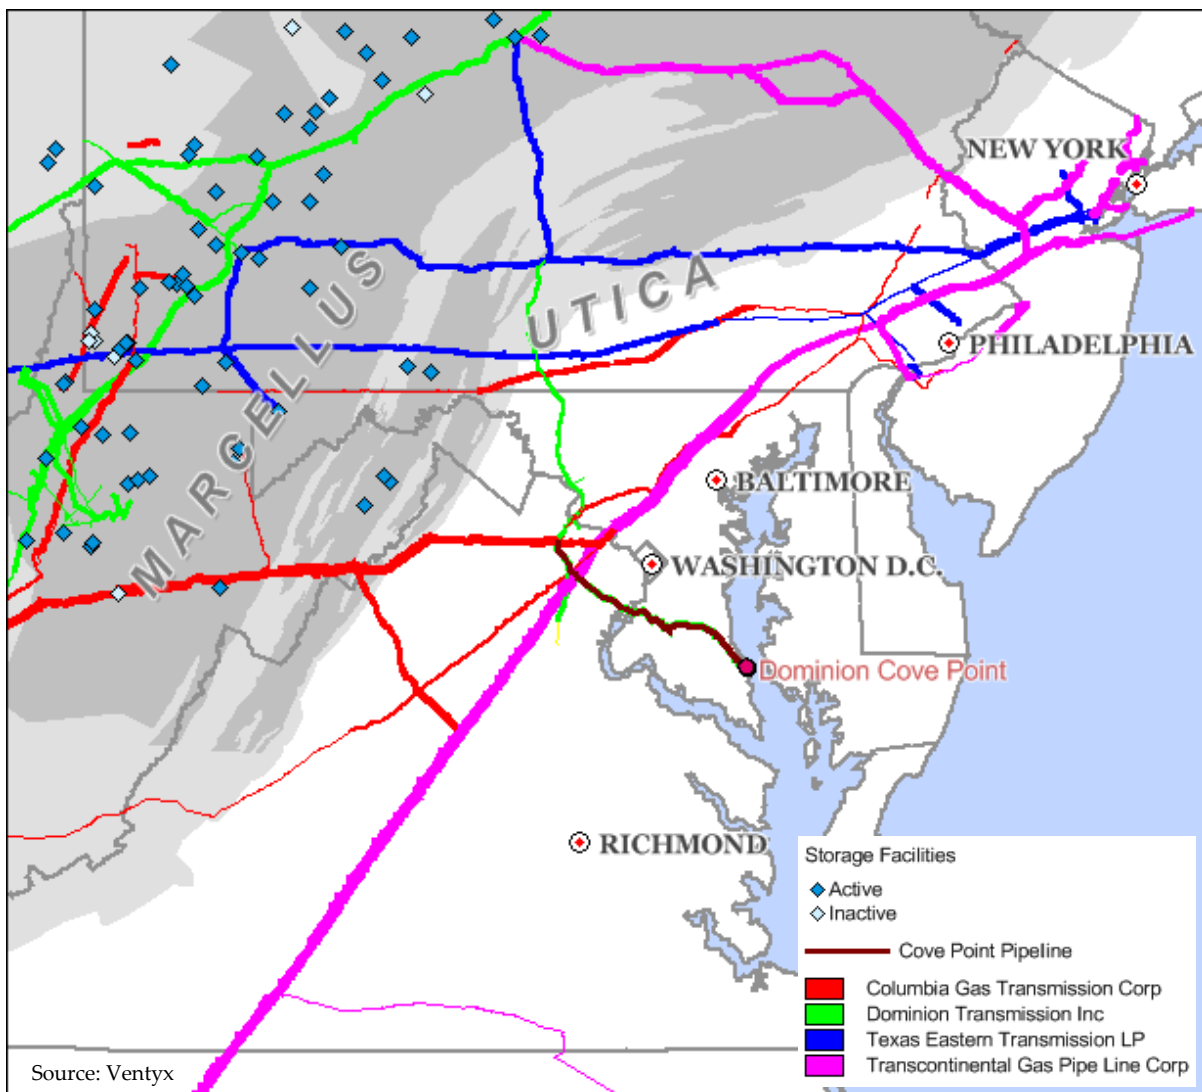 NEW YORK
MARCELLUS
UTICA
PHILADELPHIA
BALTIMORE
WASHINGTON D.C.
Dominion Cove Point
RICHMOND
Storage Facilities
Active
Inactive
Cove Point Pipeline
Columbia Gas Transmission Corp
Dominion Transmission Inc
Texas Eastern Transmission LP
Transcontinental Gas Pipe Line Corp
Source: Ventyx